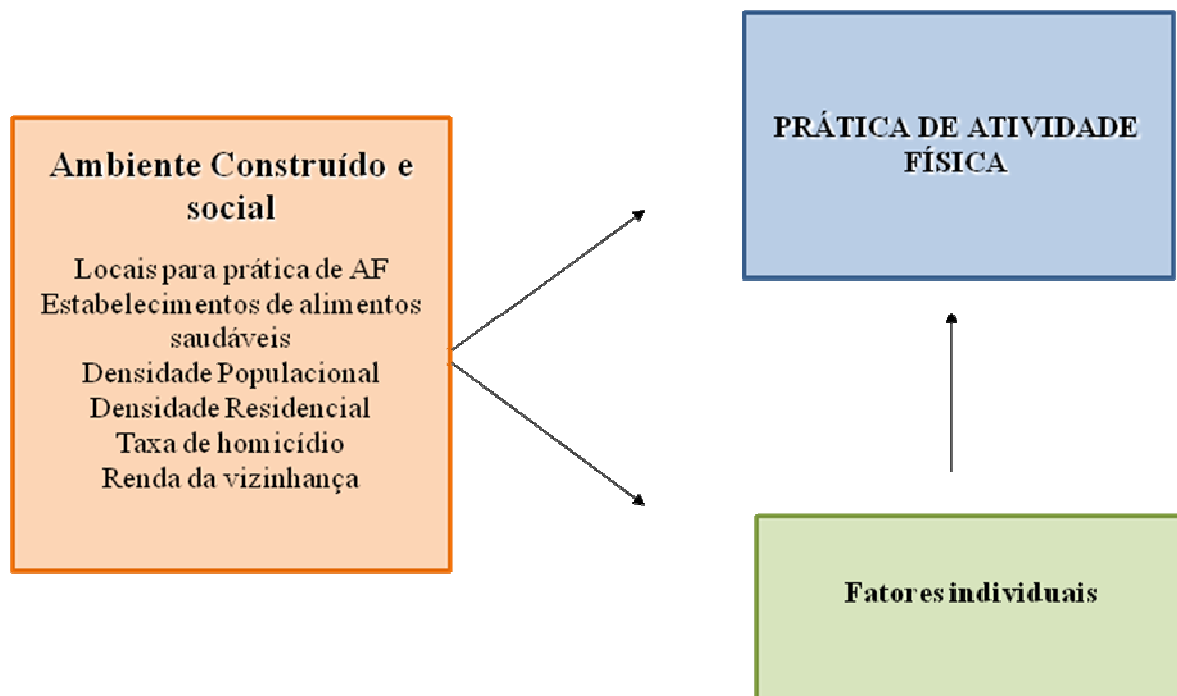 Ambiente Construído e
social
Locais para prática de AF
Estabelecimentos de alimentos
saudáveis
Densidade Populacional
Densidade Residencial
Taxa de homicídio
Renda da vizinhança
PRÁTICA DE ATIVIDADE
FÍSICA
Fatores individuais